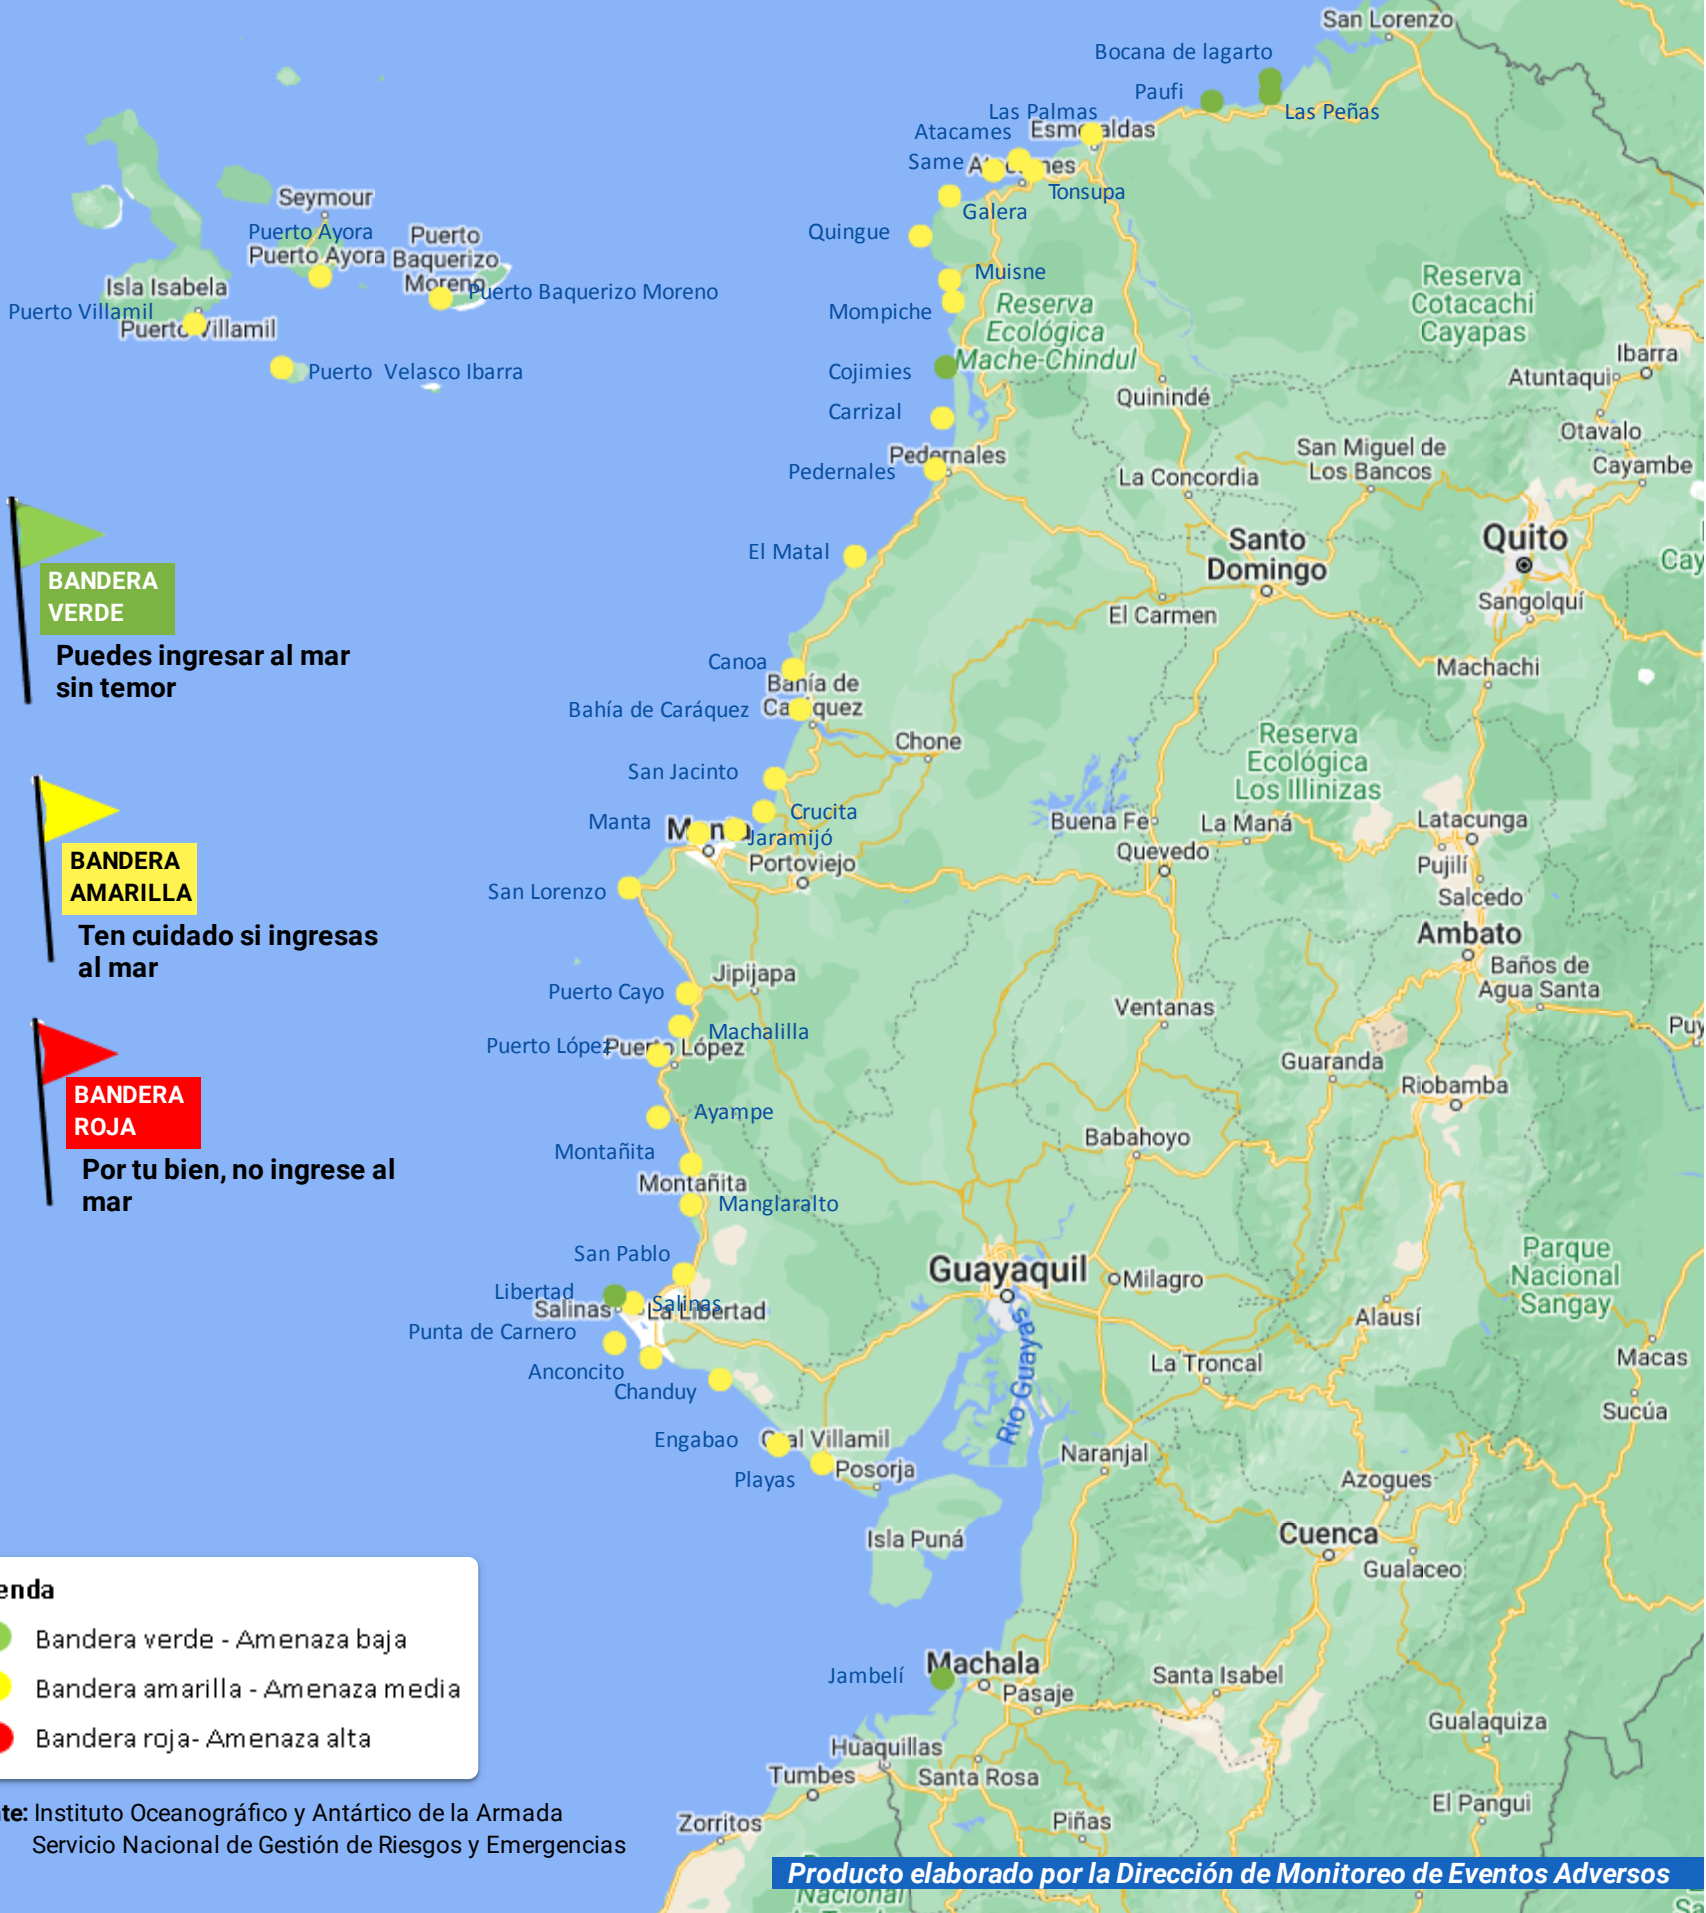 San Lorenzo
Bocana de lagarto
Paufi
Las Peñas
Las Palmas
Atacames
Same
Tonsupa
Galera
Seymour
Puerto Ayora
Puerto Ayora
Puerto
Baquerizo
Moreno
Puerto Baquerizo Moreno
Isla Isabela
Puerto Villamil
Puerto Villamil
Puerto Velasco Ibarra
Quingue
Muisne
Mompiche
Reserva
Ecológica
Mache-Chindul
Reserva
Cotacachi
Cayapas
Ibarra
Atuntaqui
Cojimies
Carrizal
Quinindé
Otavalo
Pedernales
Pedernales
La Concordia
San Miguel de
Los Bancos
Cayambe
El Matal
Santo
Domingo
Quito
Cay
Sangolquí
El Carmen
BANDERA
VERDE
Puedes ingresar al mar
sin temor
Canoa
Bahía de
Bahía de Caráquez
Machachi
Chone
Reserva
Ecológica
Los Illinizas
San Jacinto
Crucita
Manta
Manta
Jaramijó
Portoviejo
Buena Fe
La Maná
Quevedo
Latacunga
Pujilí
Salcedo
BANDERA
AMARILLA
Ten cuidado si ingresas
al mar
San Lorenzo
Ambato
Baños de
Agua Santa
Jipijapa
Puerto Cayo
Machalilla
Puerto López
Puerto López
Ventanas
Puy
Guaranda
Riobamba
BANDERA
ROJA
Por tu bien, no ingrese al
mar
Ayampe
Montañita
Montañita
Manglaralto
Babahoyo
San Pablo
Libertad
Salinas
Salinas
La Libertad
Punta de Carnero
Anconcito
Chanduy
Guayaquil
Milagro
Río Guayas
Parque
Nacional
Sangay
Alausí
La Troncal
Macas
Sucúa
Engabao
Playas
Posorja
Naranjal
Azogues
Isla Puná
Cuenca
Gualaceo
enda
Bandera verde - Amenaza baja
Bandera amarilla - Amenaza media
Bandera roja- Amenaza alta
Jambelí
Machala
Pasaje
Santa Isabel
Gualaquiza
Huaquillas
Tumbes
Santa Rosa
Zorritos
Piñas
El Pangui
te: Instituto Oceanográfico y Antártico de la Armada
Servicio Nacional de Gestión de Riesgos y Emergencias
Producto elaborado por la Dirección de Monitoreo de Eventos Adversos
Nacional